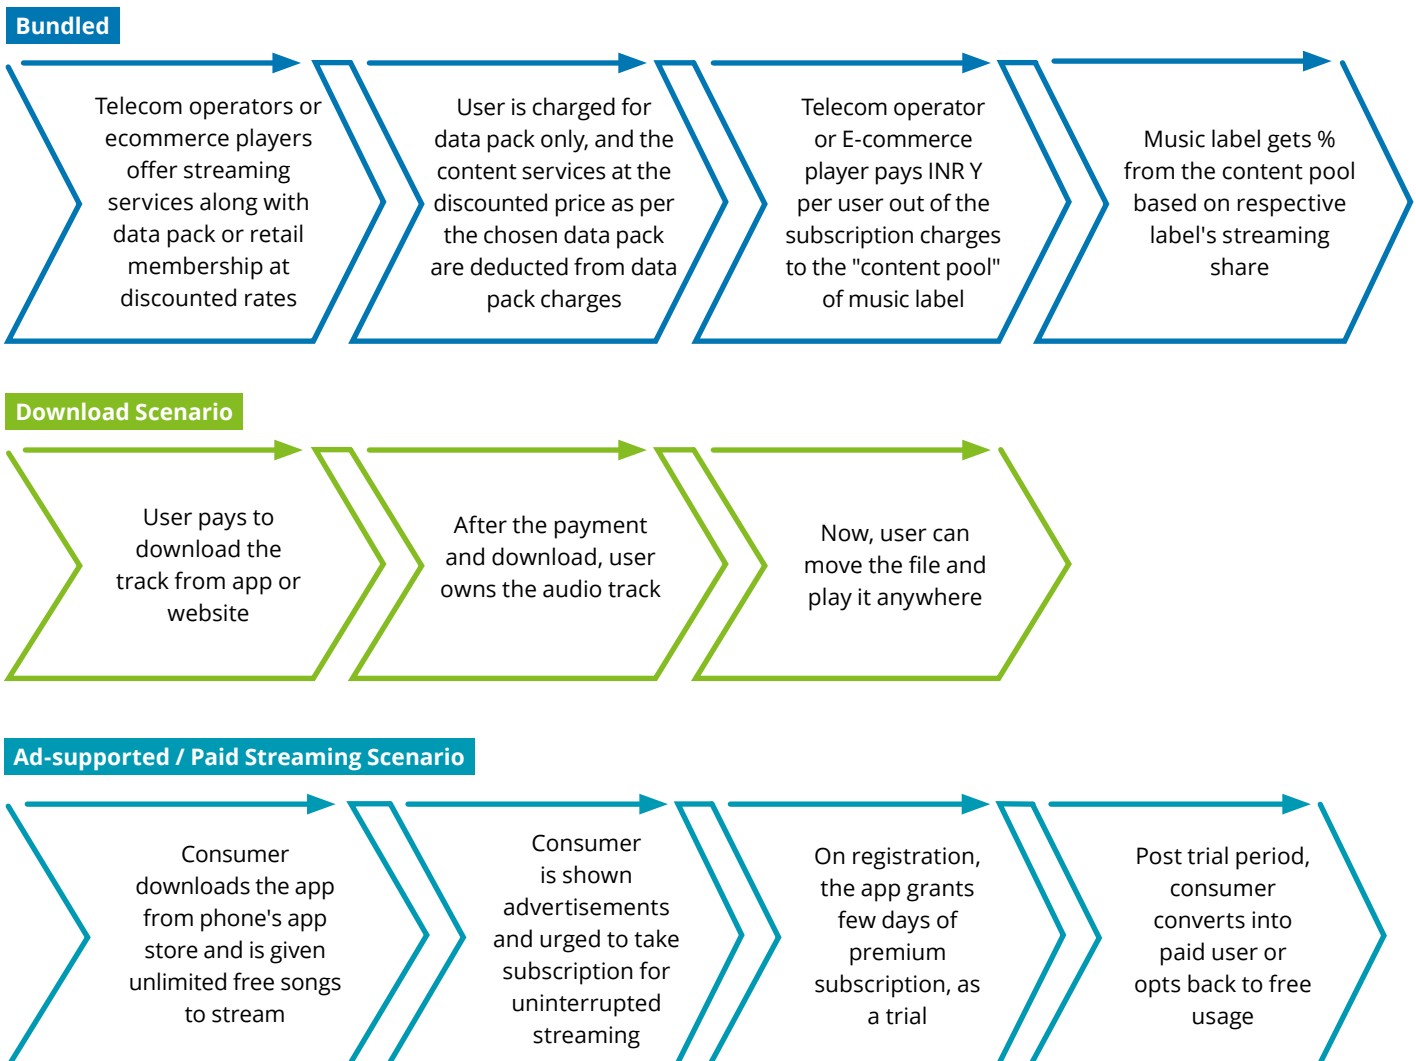 Bundled
Telecom operators or
ecommerce players
offer streaming
services along with
data pack or retail
membership at
discounted rates
User is charged for
data pack only, and the
content services at the
discounted price as per
the chosen data pack
are deducted from data
pack charges
Telecom operator
or E-commerce
player pays INR Y
per user out of the
subscription charges
to the "content pool"
of music label
Music label gets %
from the content pool
based on respective
label's streaming
share
Download Scenario
User pays to
download the
track from app or
website
After the payment
and download, user
owns the audio track
Now, user can
move the file and
play it anywhere
Ad-supported / Paid Streaming Scenario
Consumer
downloads the app
from phone's app
store and is given
unlimited free songs
to stream
Consumer
is shown
advertisements
and urged to take
subscription for
uninterrupted
streaming
On registration,
the app grants
few days of
premium
subscription, as
a trial
Post trial period,
consumer
converts into
paid user or
opts back to free
usage